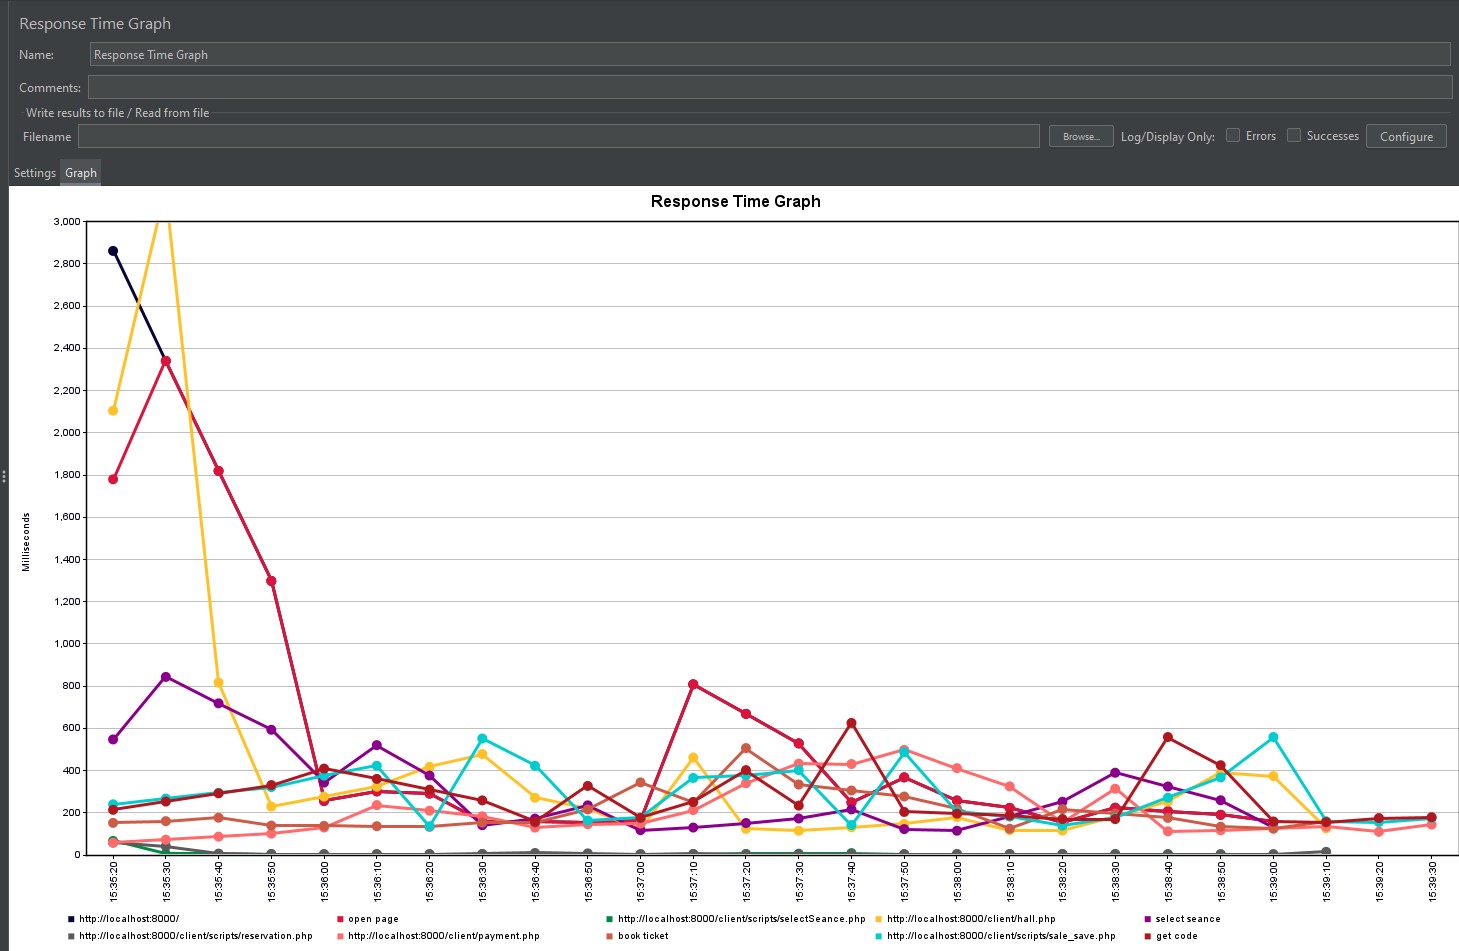 Response Time Graph
Name: Response Time Graph
Comments:
Write results to file / Read from file
Filename Browse... Log/Display Only: Errors Successes Configure
Settings Graph
Response Time Graph
3,000
2,800
2,600
2,400
2,200
2,000
1,800
1,600
1,400
1,200
1,000
800
600
400
200
0
Milliseconds
15:35:20 15:35:30 15:35:40 15:35:50 15:36:00 15:36:10 15:36:20 15:36:30 15:36:40 15:36:50 15:37:00 15:37:10 15:37:20 15:37:30 15:37:40 15:37:50 15:38:00 15:38:10 15:38:20 15:38:30 15:38:40 15:38:50 15:39:00 15:39:10 15:39:20 15:39:30
http://localhost:8000/ open page http://localhost:8000/client/scripts/selectSeance.php http://localhost:8000/client/hall.php select seance
http://localhost:8000/client/scripts/reservation.php http://localhost:8000/client/payment.php book ticket http://localhost:8000/client/scripts/sale_save.php get code